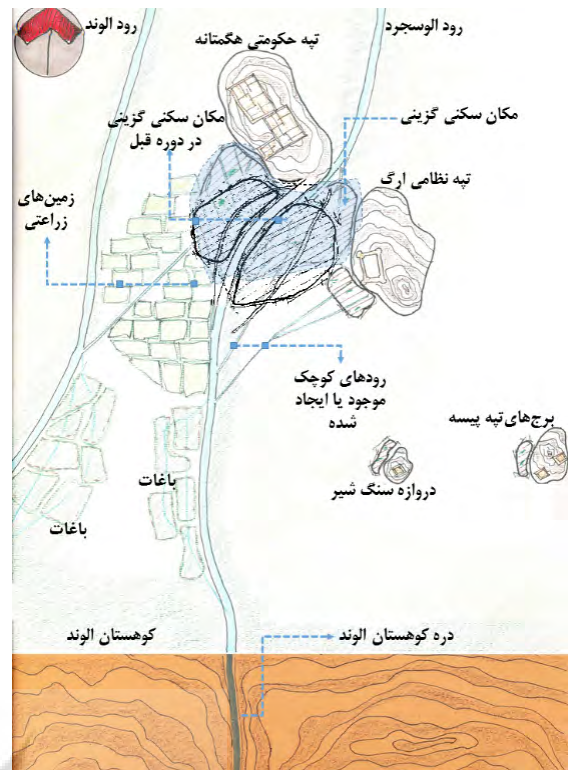 رود الوسجرد
تپه حکومتی هگمتانه
رود الوند
مکان سکنی گزینی
مکان سکنی گزینی
در دوره قبل
تپه نظامی ارگ
زمین‌های
زراعتی
رودهای کوچک
موجود یا ایجاد
شده
برج‌های تپه پیسه
دروازه سنگ شیر
باغات
باغات
دره کوهستان الوند
کوهستان الوند